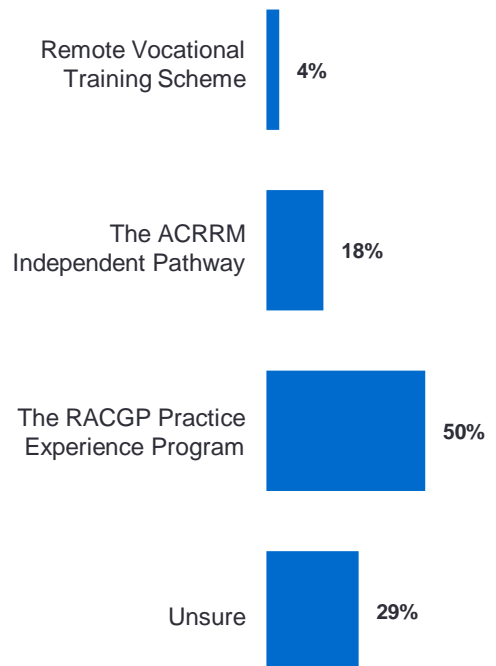 Remote Vocational
Training Scheme
4%
The ACRRM
Independent Pathway
18%
The RACGP Practice
Experience Program
50%
Unsure
29%